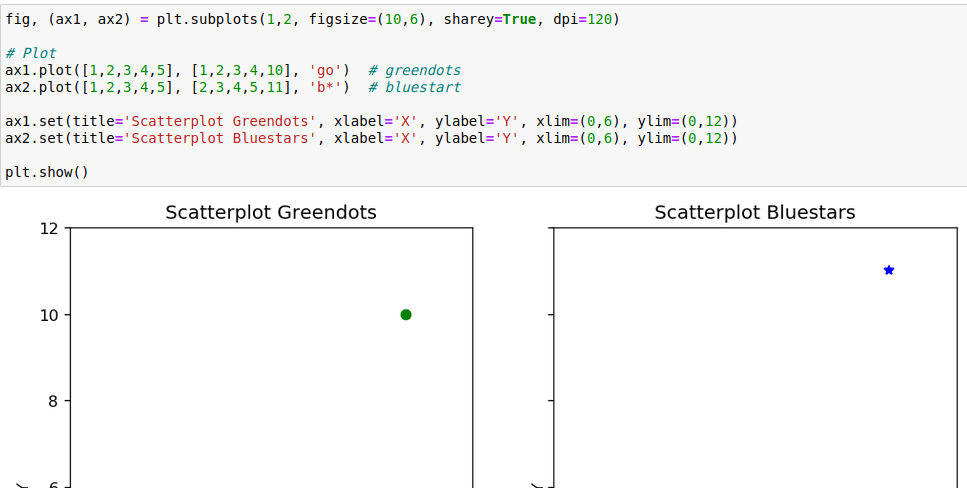 fig, (ax1, ax2) = plt.subplots(1,2, figsize=(10,6), sharey=True, dpi=120)
# Plot
ax1.plot([1,2,3,4,5], [1,2,3,4,10], 'go')  # greendots
ax2.plot([1,2,3,4,5], [2,3,4,5,11], 'b*')  # bluestart
ax1.set(title='Scatterplot Greendots', xlabel='X', ylabel='Y', xlim=(0,6), ylim=(0,12))
ax2.set(title='Scatterplot Bluestars', xlabel='X', ylabel='Y', xlim=(0,6), ylim=(0,12))
plt.show()
Scatterplot Greendots
Scatterplot Bluestars
12
10
8
6